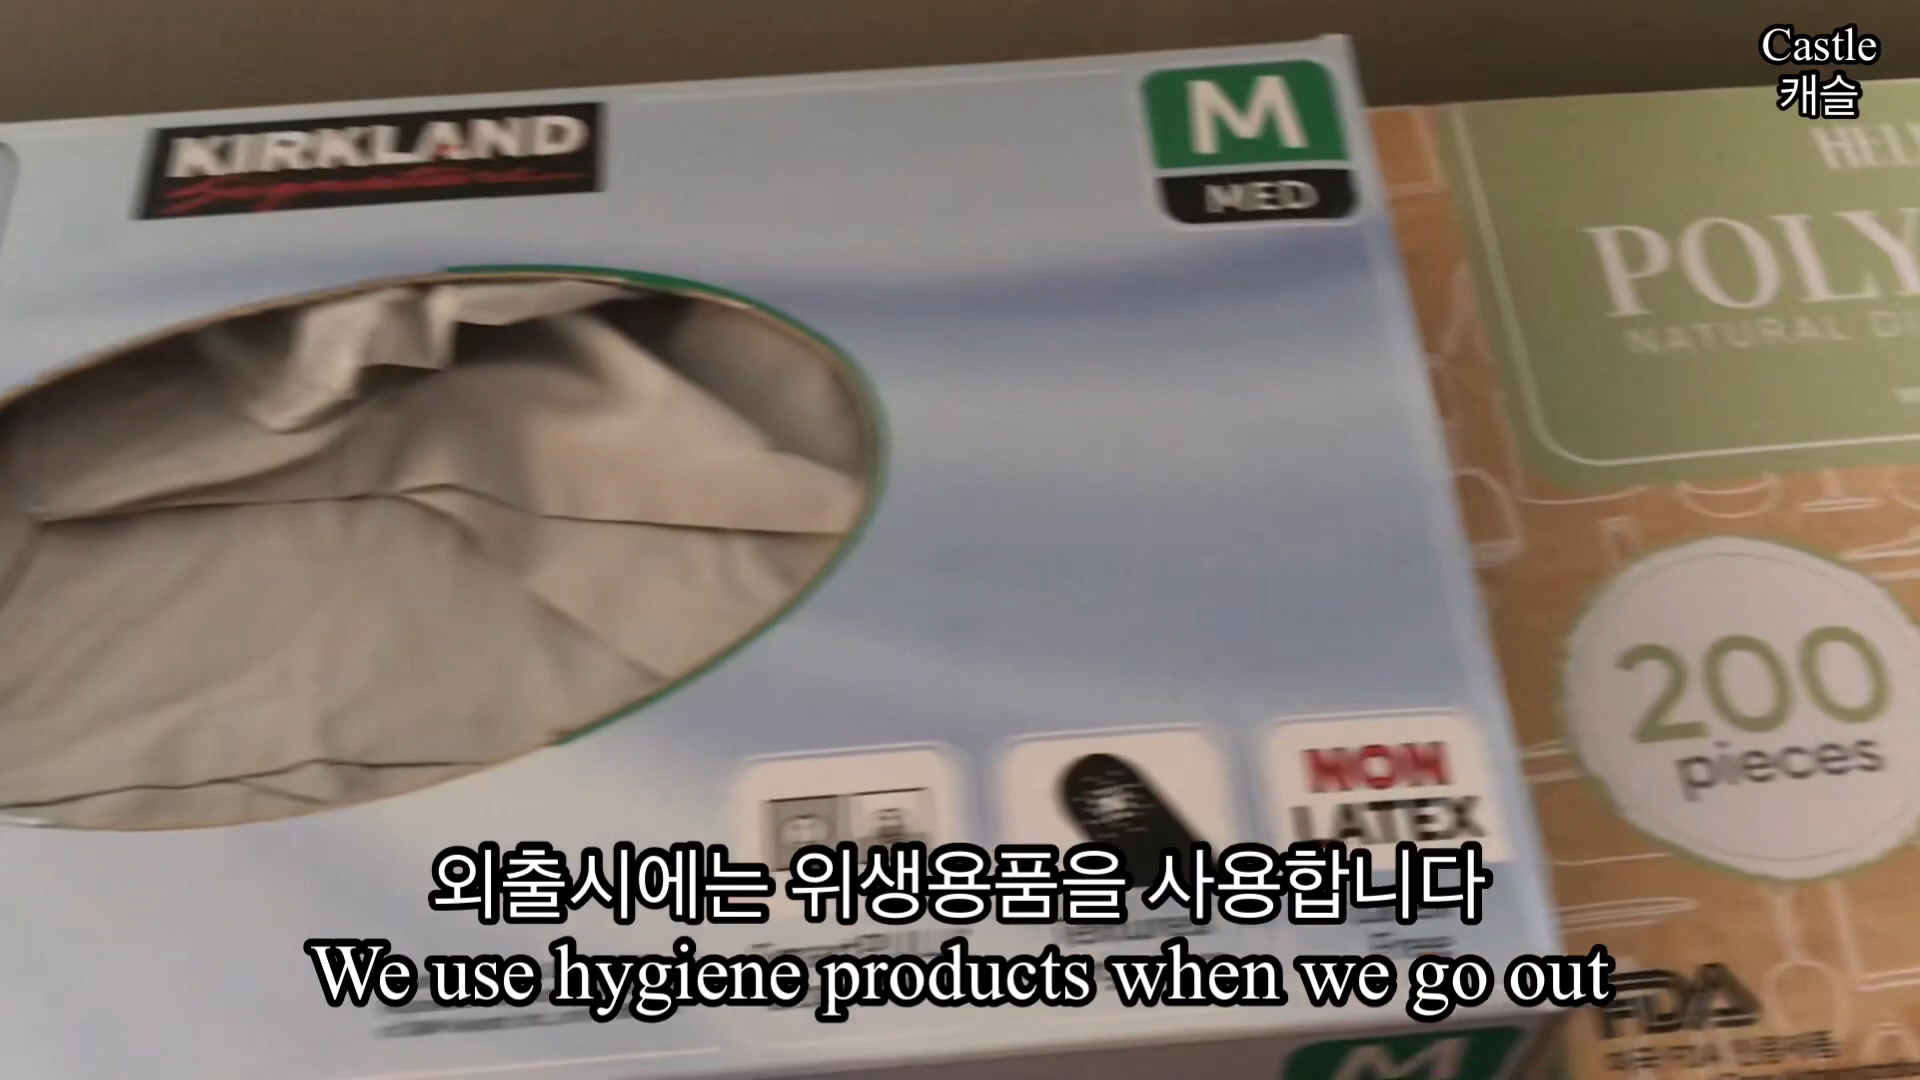 Castle
캐슬
KIRKLAND
Signature
M
MED
POLY
NATURAL
200
pieces
NON
LATEX
외출시에는 위생용품을 사용합니다
We use hygiene products when we go out
FDA
M